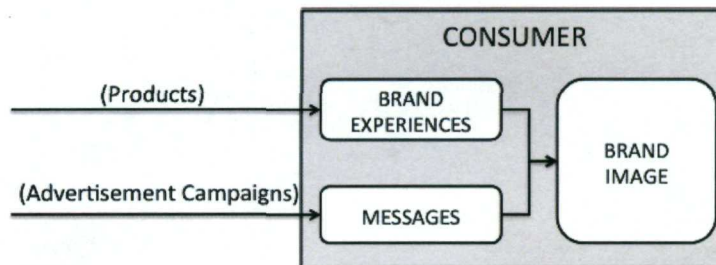 CONSUMER
(Products)
BRAND
EXPERIENCES
BRAND
IMAGE
(Advertisement Campaigns)
MESSAGES